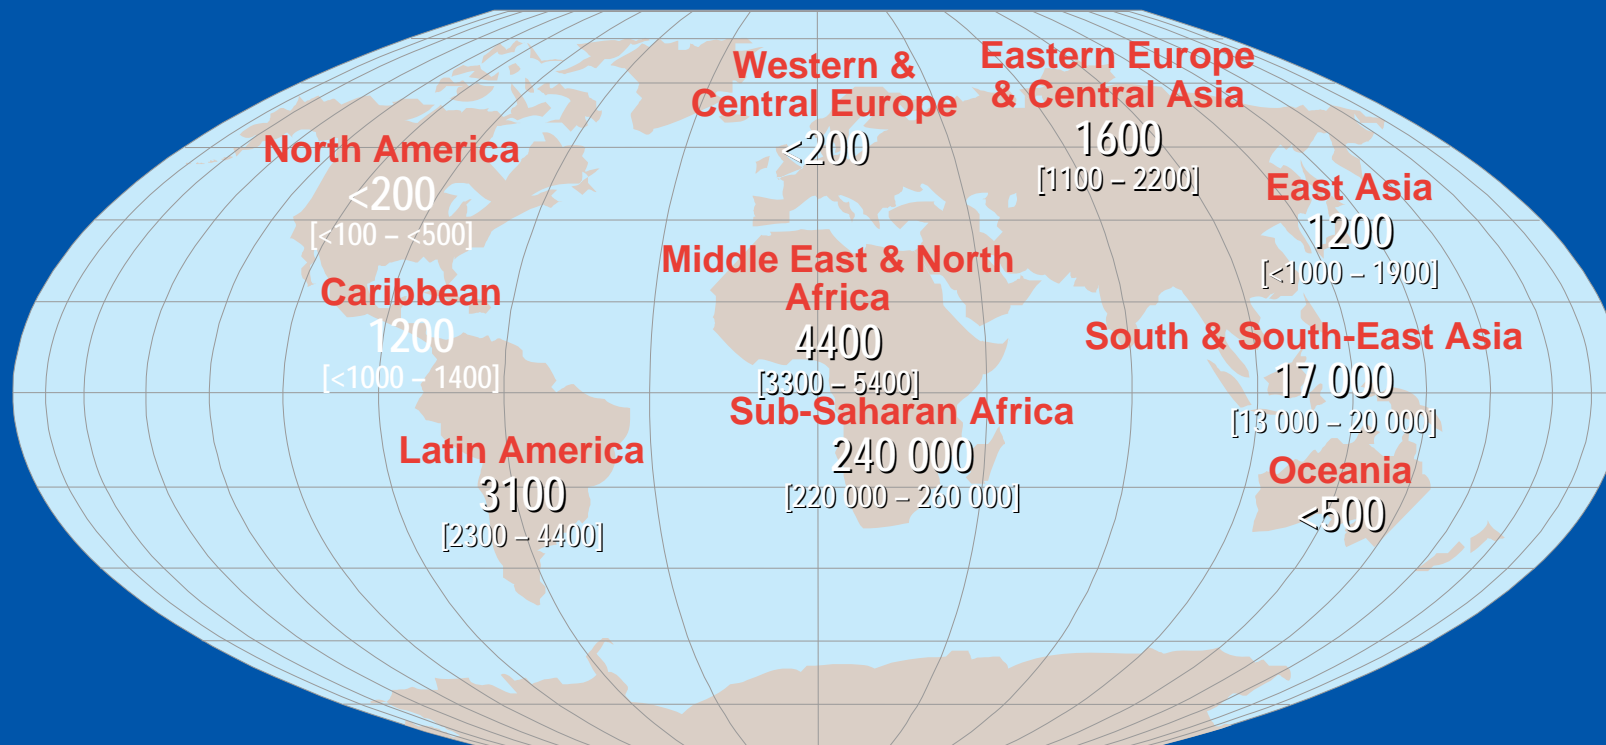 Western &
Central Europe
<200
Eastern Europe
& Central Asia
1600
[1100 – 2200]
North America
<200
[<100 – <500]
East Asia
1200
[<1000 – 1900]
Middle East & North
Africa
4400
[3300 – 5400]
Caribbean
1200
[<1000 – 1400]
South & South-East Asia
17 000
[13 000 – 20 000]
Sub-Saharan Africa
240 000
[220 000 – 260 000]
Latin America
3100
[2300 – 4400]
Oceania
<500